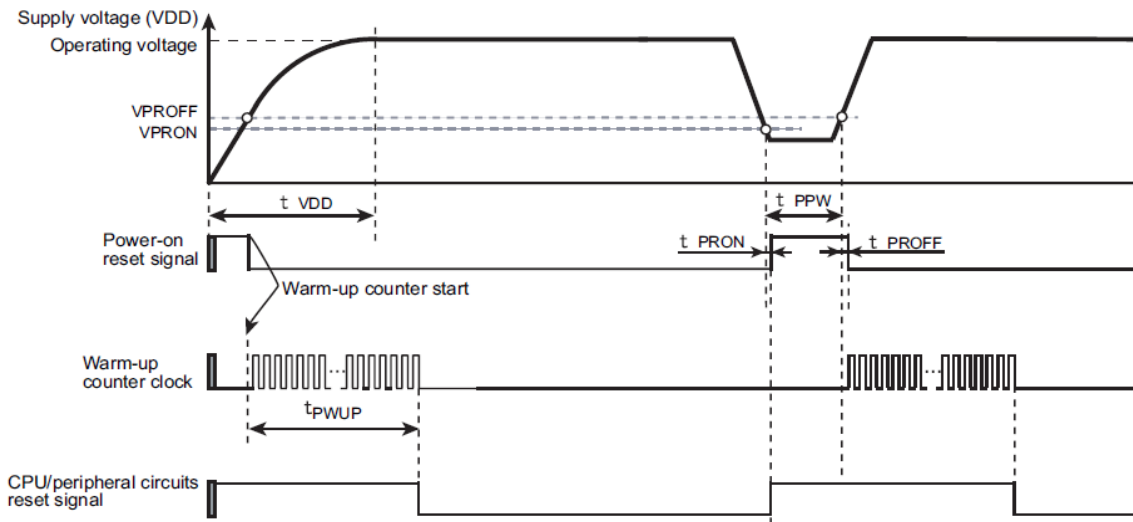 Supply voltage (VDD)
Operating voltage
VPROFF
VPRON
t VDD
t PPW
Power-on
reset signal
t PRON
t PROFF
Warm-up counter start
Warm-up
counter clock
...
...
tPWUP
CPU/peripheral circuits
reset signal